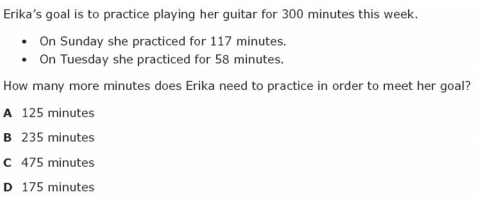 Erika's goal is to practice playing her guitar for 300 minutes this week.
• On Sunday she practiced for 117 minutes.
• On Tuesday she practiced for 58 minutes.
How many more minutes does Erika need to practice in order to meet her goal?
A 125 minutes
B 235 minutes
C 475 minutes
D 175 minutes